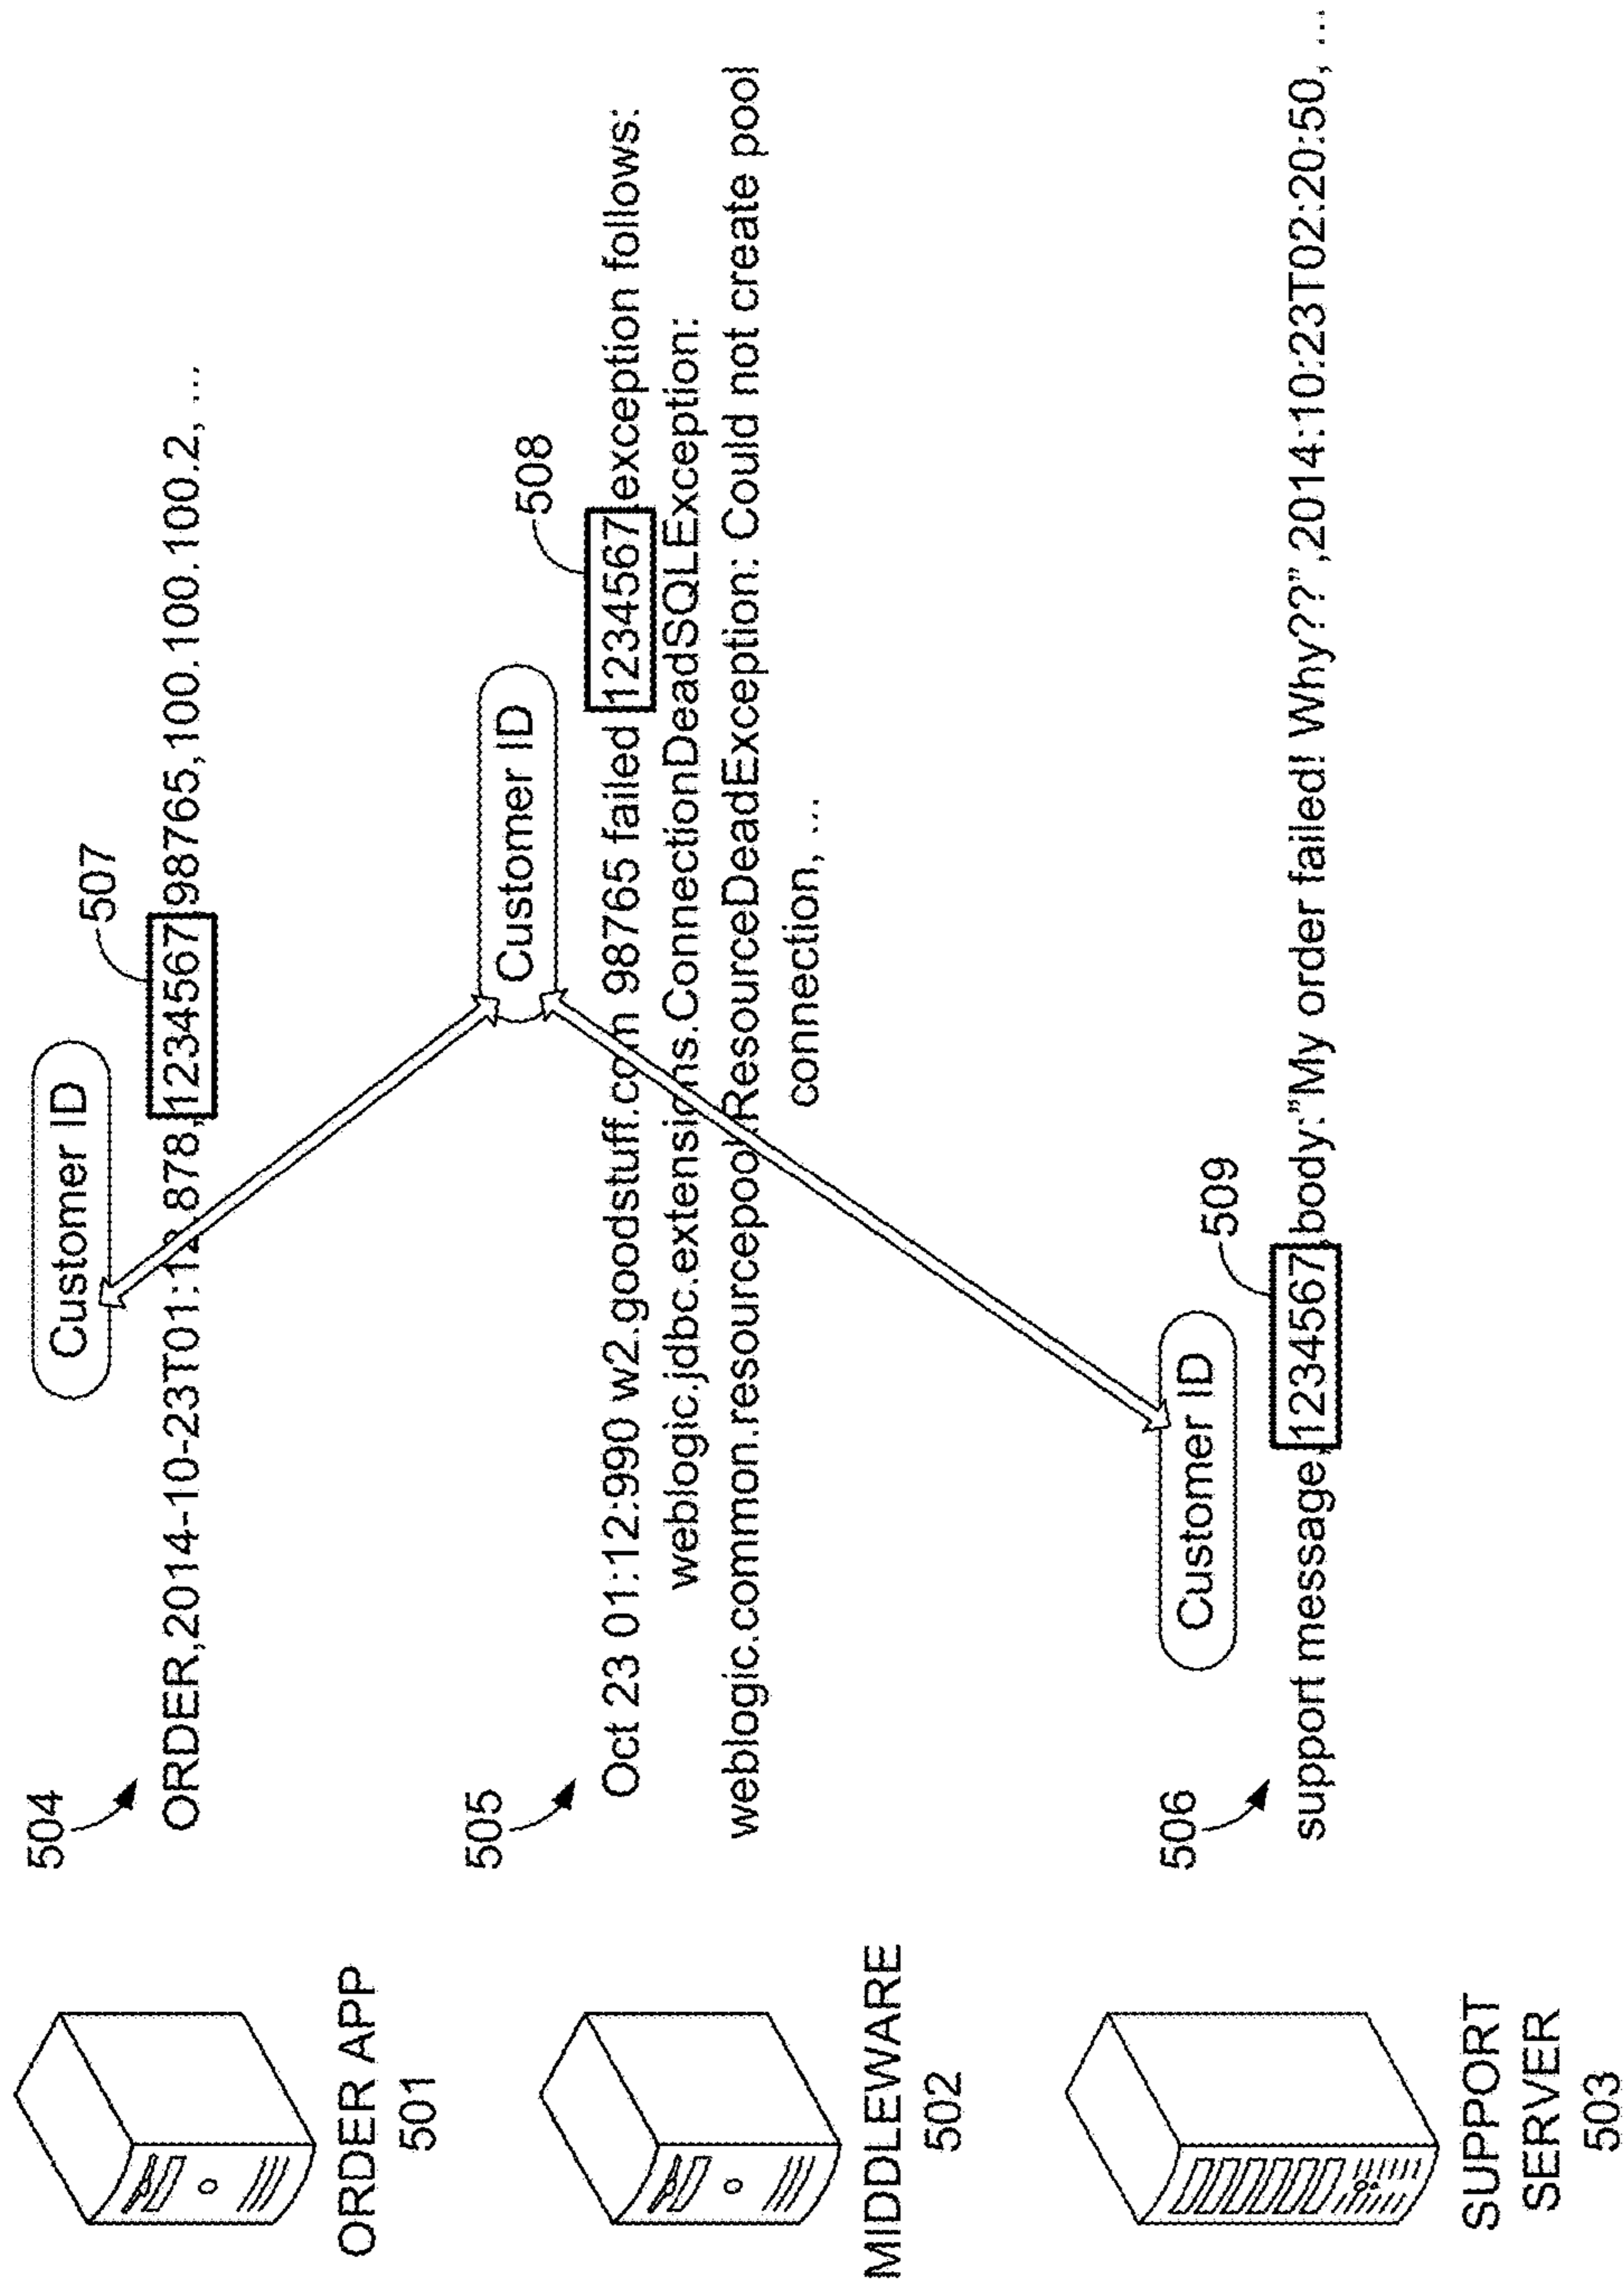 ORDER APP
501
504
Customer ID
507
ORDER,2014-10-23T01:12:878,1234567,98765,100.100.100.2, ...
MIDDLEWARE
502
505
Customer ID
508
Oct 23 01:12:990 w2.goodstuff.com 98765 failed 1234567 exception follows:
weblogic.jdbc.extensions.ConnectionDeadSQLException:
weblogic.common.resourcepool.ResourceDeadException: Could not create pool
connection, ...
SUPPORT
SERVER
503
506
Customer ID
509
support message,1234567,body:"My order failed! Why???",2014:10:23T02:20:50, ...